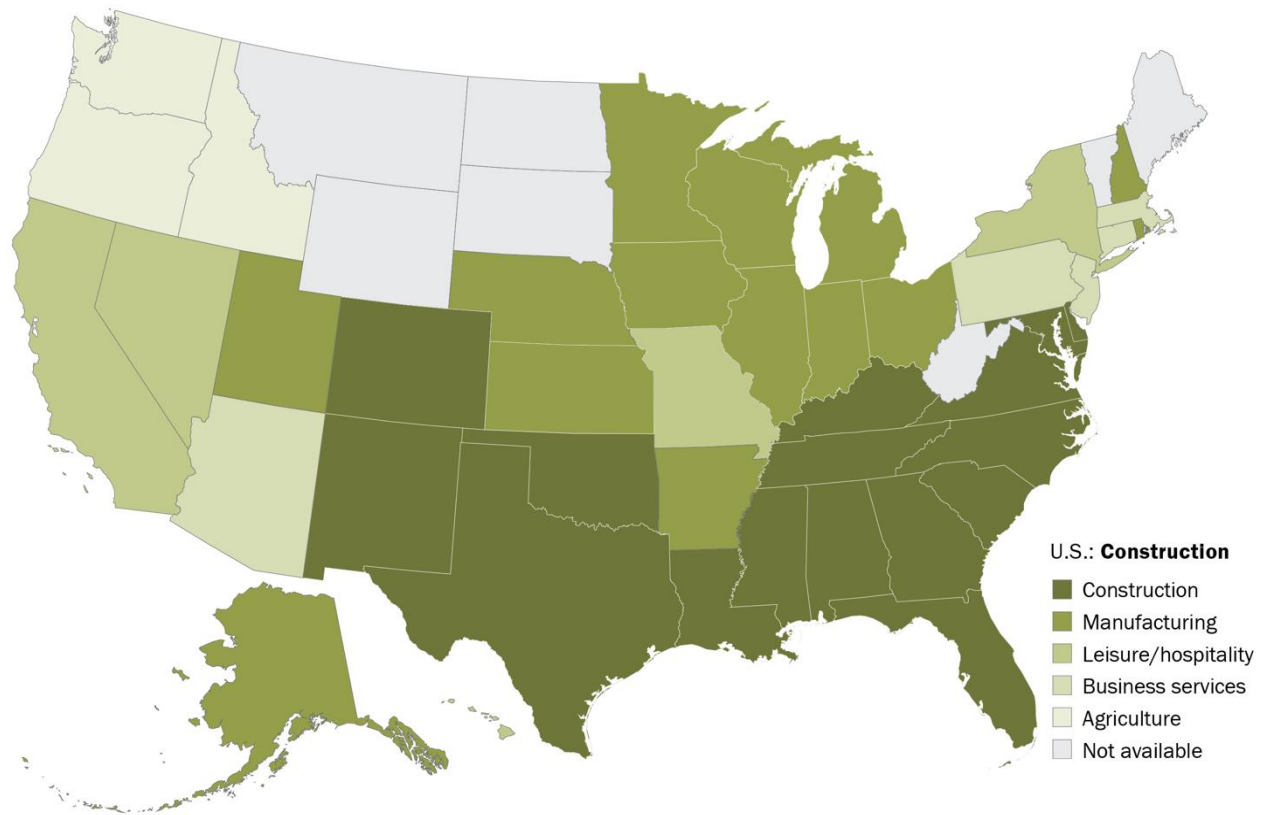 U.S.: Construction
Construction
Manufacturing
Leisure/hospitality
Business services
Agriculture
Not available